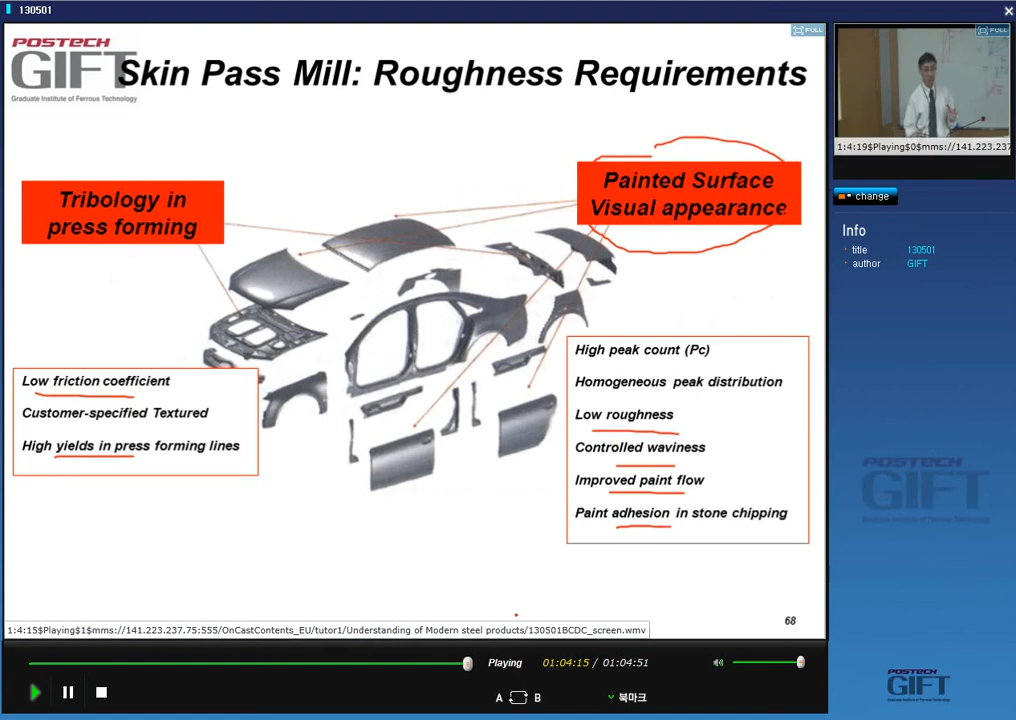 130501
POSTECH
GIFT
Graduate Institute of Ferrous Technology
Skin Pass Mill: Roughness Requirements
FULL
FULL
1:4:19$Playing$0$mms://141.223.237
change
Tribology in
press forming
Painted Surface
Visual appearance
Info
title 130501
author GIFT
Low friction coefficient
Customer-specified Textured
High yields in press forming lines
High peak count (Pc)
Homogeneous peak distribution
Low roughness
Controlled waviness
Improved paint flow
Paint adhesion in stone chipping
POSTECH
GIFT
68
1:4:15$Playing$1$mms://141.223.237.75:555/OnCastContents_EU/tutor1/Understanding of Modern steel products/130501BCDC_screen.wmv
Playing 01:04:15 / 01:04:51
A B 북마크
POSTECH
GIFT